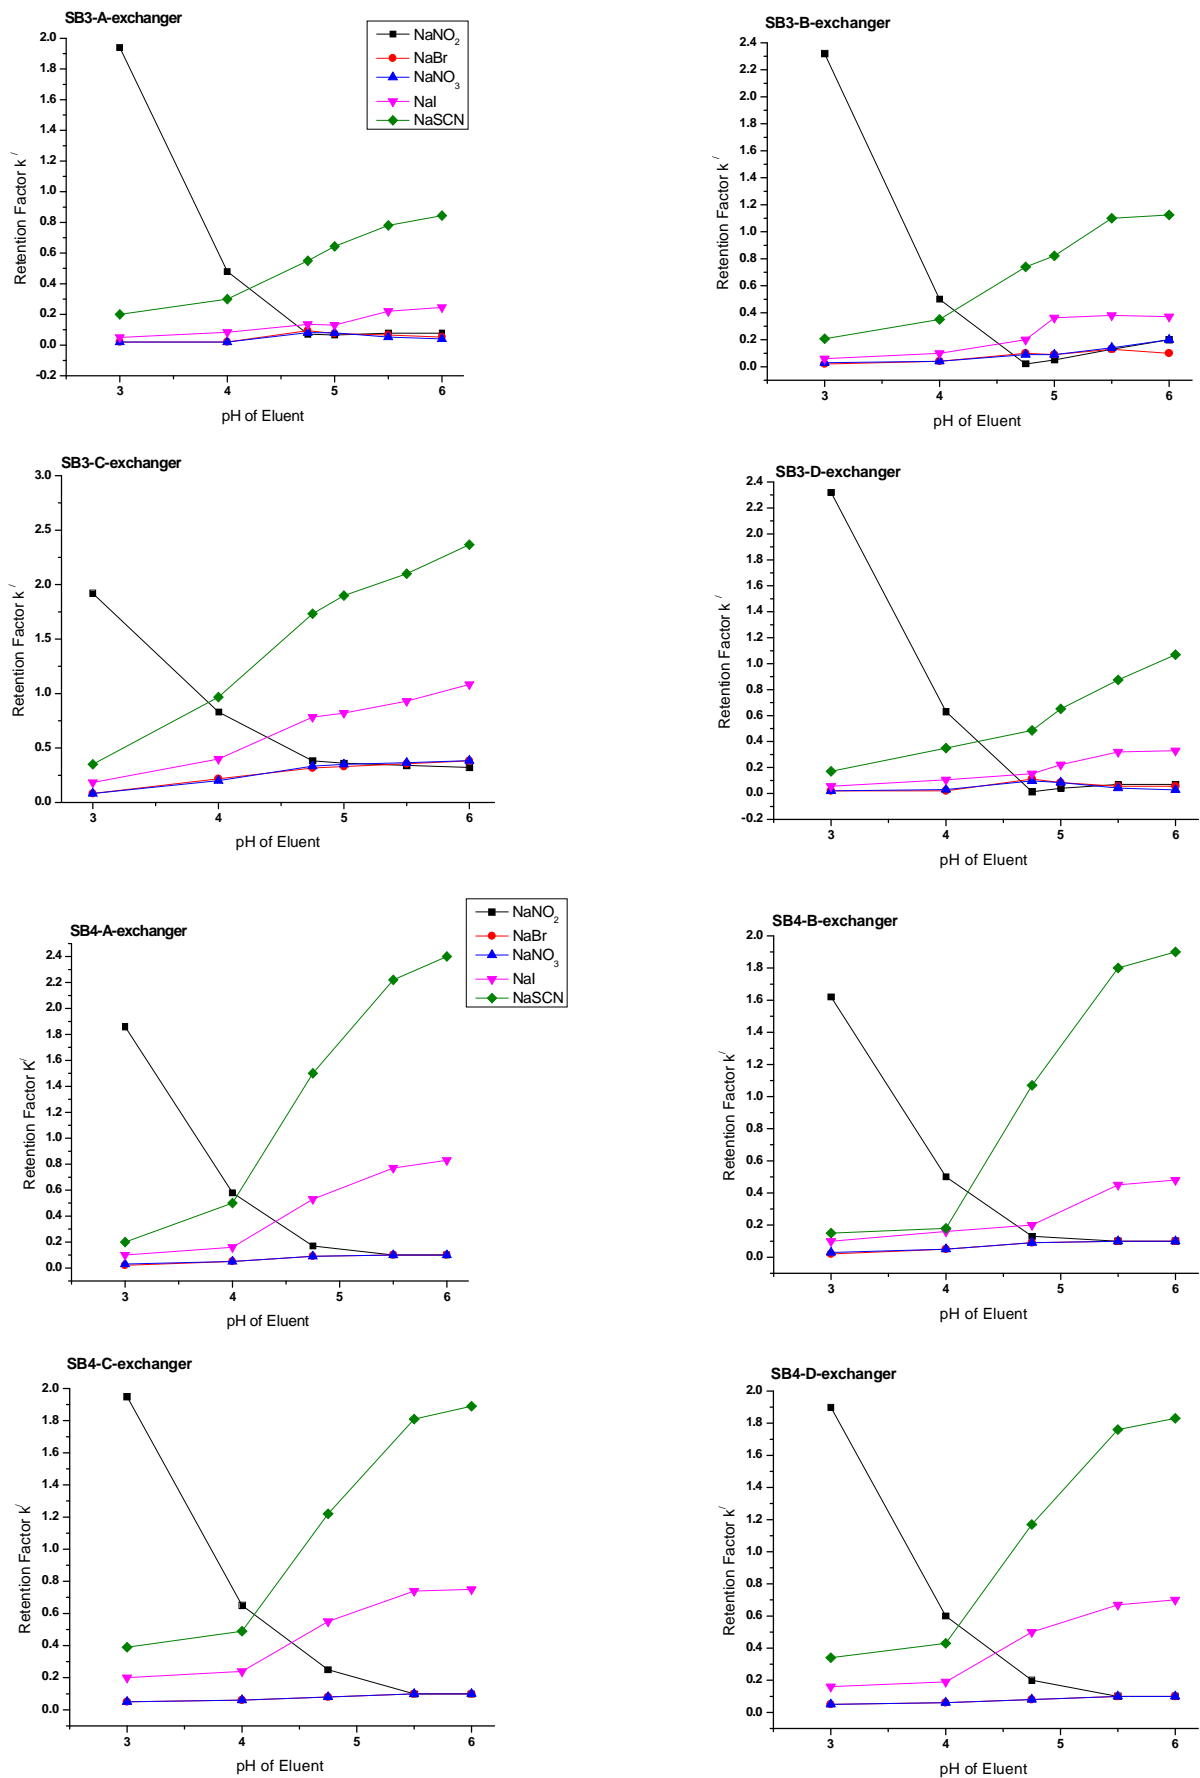 SB3-A-exchanger
NaNO2
NaBr
NaNO3
NaI
NaSCN
2.0
1.8
1.6
1.4
1.2
1.0
0.8
0.6
0.4
0.2
0.0
-0.2
3 4 5 6
Retention Factor k/
pH of Eluent
SB3-B-exchanger
2.4
2.2
2.0
1.8
1.6
1.4
1.2
1.0
0.8
0.6
0.4
0.2
0.0
3 4 5 6
Retention Factor k/
pH of Eluent
SB3-C-exchanger
3.0
2.5
2.0
1.5
1.0
0.5
0.0
3 4 5 6
Retention Factor k/
pH of Eluent
SB3-D-exchanger
2.4
2.2
2.0
1.8
1.6
1.4
1.2
1.0
0.8
0.6
0.4
0.2
0.0
-0.2
3 4 5 6
Retention Factor k/
pH of Eluent
SB4-A-exchanger
NaNO2
NaBr
NaNO3
NaI
NaSCN
2.4
2.2
2.0
1.8
1.6
1.4
1.2
1.0
0.8
0.6
0.4
0.2
0.0
3 4 5 6
Retention Factor K/
pH of Eluent
SB4-B-exchanger
2.0
1.8
1.6
1.4
1.2
1.0
0.8
0.6
0.4
0.2
0.0
3 4 5 6
Retention Factor k/
pH of Eluent
SB4-C-exchanger
2.0
1.8
1.6
1.4
1.2
1.0
0.8
0.6
0.4
0.2
0.0
3 4 5 6
Retention Factor k/
pH of Eluent
SB4-D-exchanger
2.0
1.8
1.6
1.4
1.2
1.0
0.8
0.6
0.4
0.2
0.0
3 4 5 6
Retention Factor k/
pH of Eluent